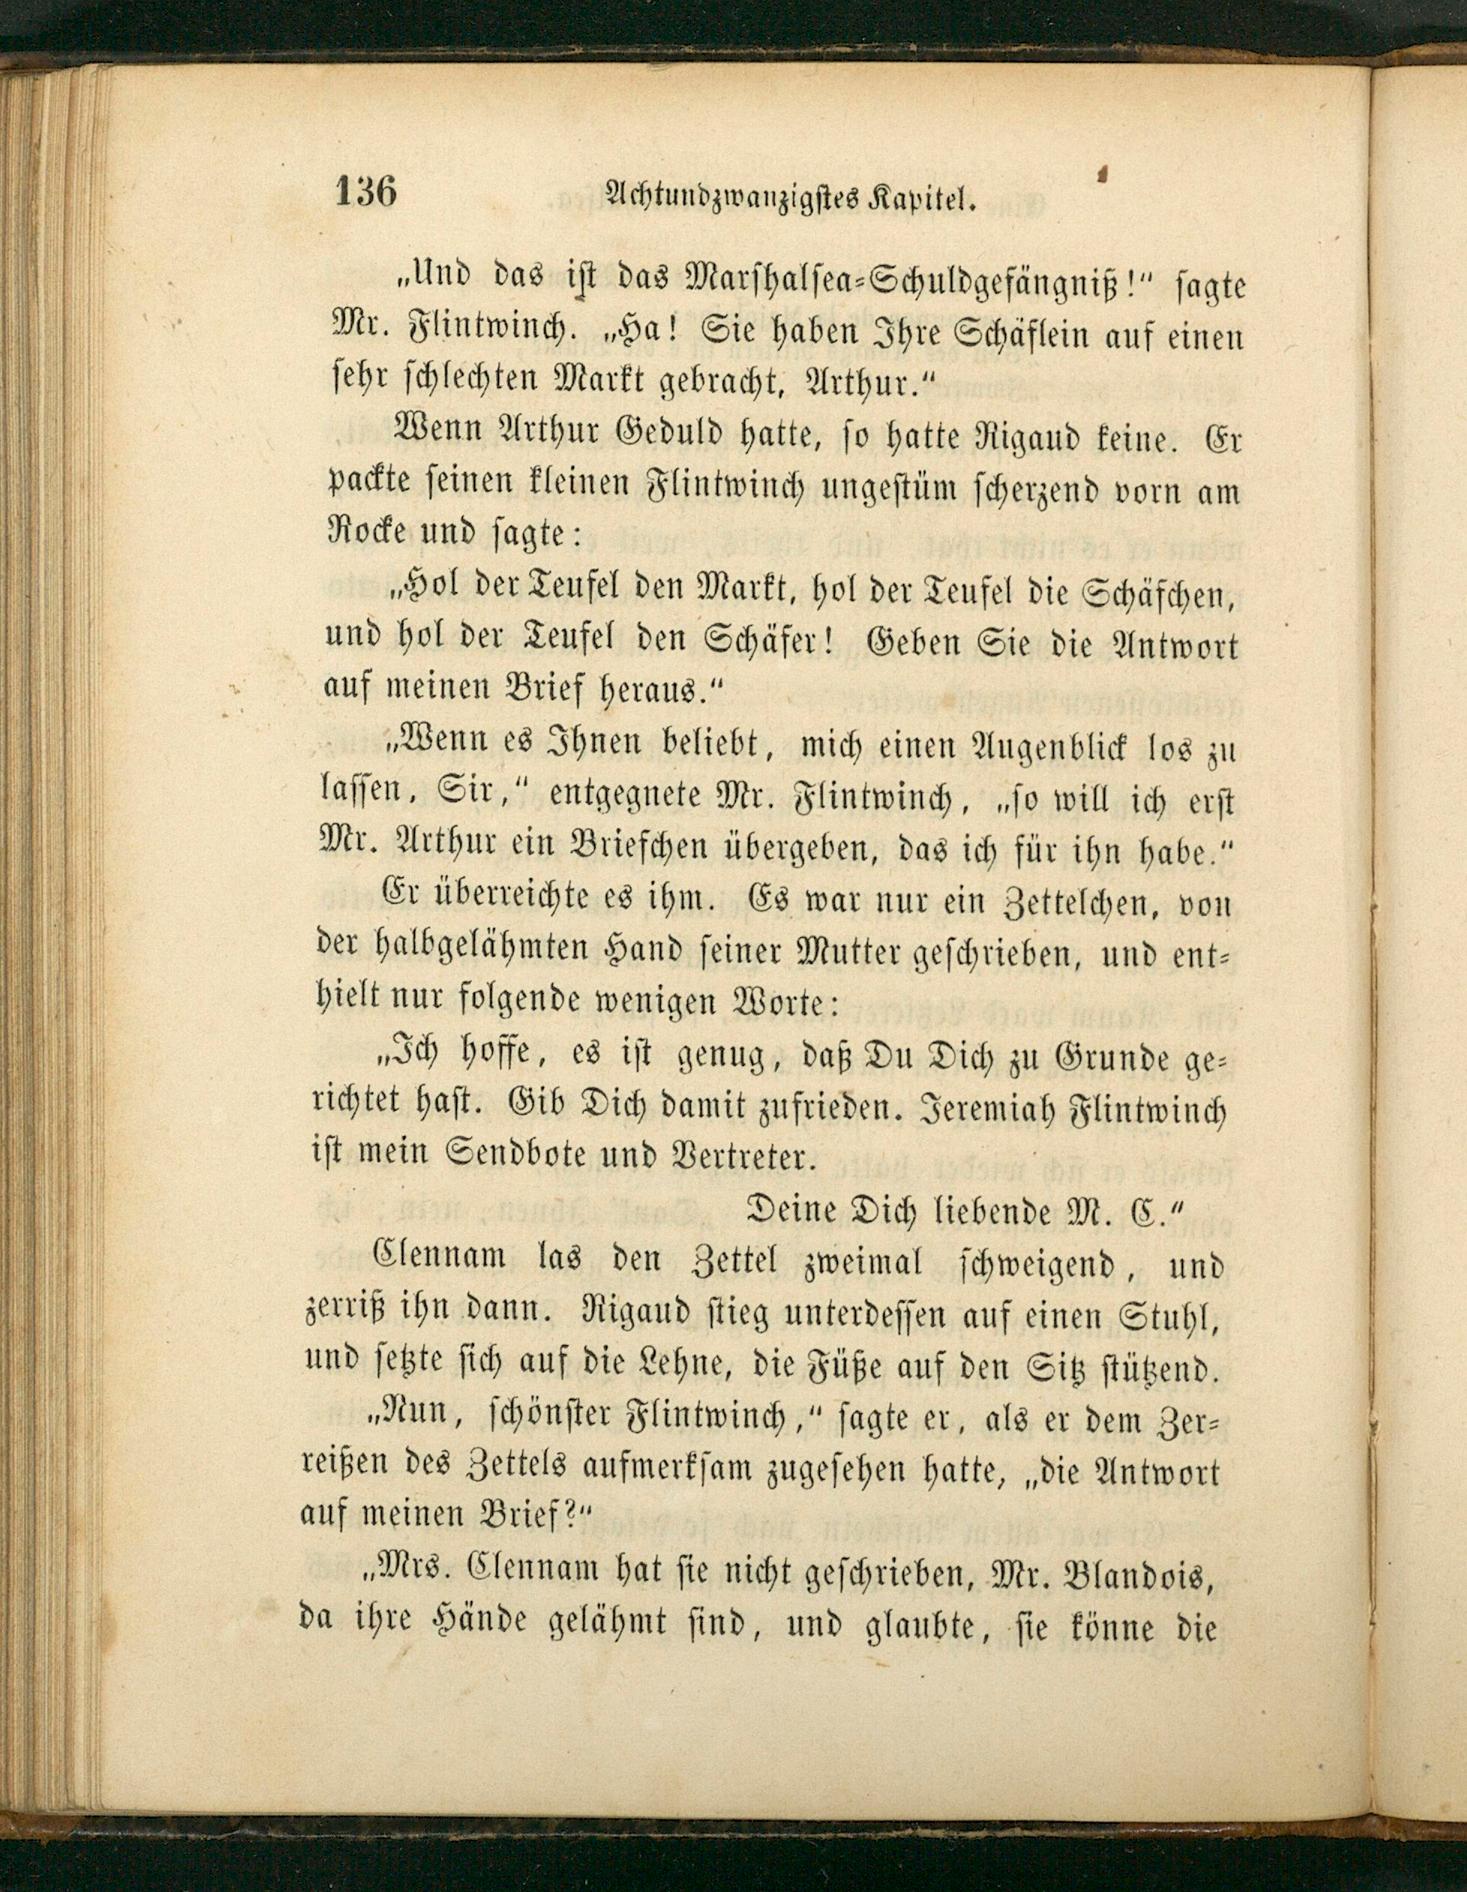 136 Achtundzwanzigstes Kapitel.
„Und das ist das Marshalsea-Schuldgefängniß!“ sagte
Mr. Flintwinch. „Ha! Sie haben Ihre Schäflein auf einen
sehr schlechten Markt gebracht, Arthur.“
Wenn Arthur Geduld hatte, so hatte Rigaud keine. Er
packte seinen kleinen Flintwinch ungestüm scherzend vorn am
Rocke und sagte:
„Hol der Teufel den Markt, hol der Teufel die Schäfchen,
und hol der Teufel den Schäfer! Geben Sie die Antwort
auf meinen Brief heraus.“
„Wenn es Ihnen beliebt, mich einen Augenblick los zu
lassen, Sir,“ entgegnete Mr. Flintwinch, „so will ich erst
Mr. Arthur ein Briefchen übergeben, das ich für ihn habe.“
Er überreichte es ihm. Es war nur ein Zettelchen, von
der halbgelähmten Hand seiner Mutter geschrieben, und ent-
hielt nur folgende wenigen Worte:
„Ich hoffe, es ist genug, daß Du Dich zu Grunde ge-
richtet hast. Gib Dich damit zufrieden. Jeremiah Flintwinch
ist mein Sendbote und Vertreter.
Deine Dich liebende M. C.“
Clennam las den Zettel zweimal schweigend, und
zerriß ihn dann. Rigaud stieg unterdessen auf einen Stuhl,
und setzte sich auf die Lehne, die Füße auf den Sitz stützend.
„Nun, schönster Flintwinch,“ sagte er, als er dem Zer-
reißen des Zettels aufmerksam zugesehen hatte, „die Antwort
auf meinen Brief?“
„Mrs. Clennam hat sie nicht geschrieben, Mr. Blandois,
da ihre Hände gelähmt sind, und glaubte, sie könne die